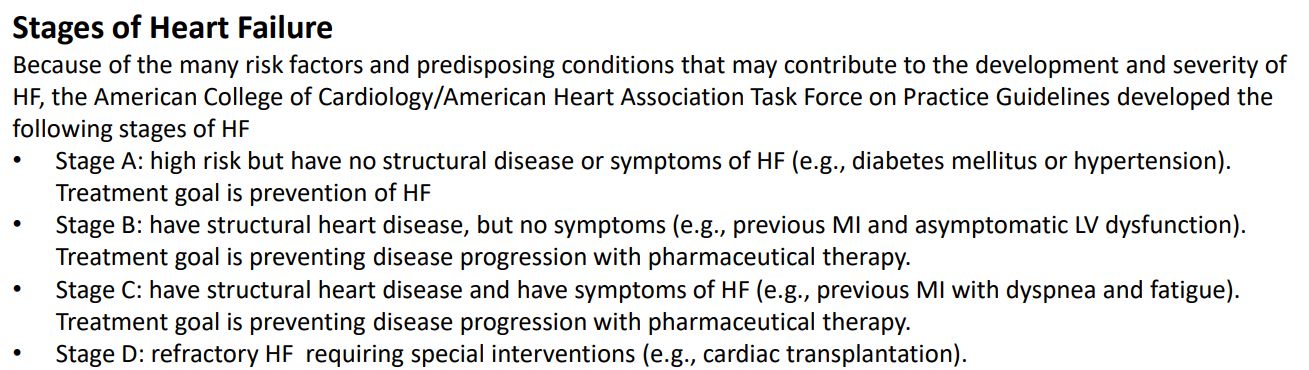 Stages of Heart Failure
Because of the many risk factors and predisposing conditions that may contribute to the development and severity of
HF, the American College of Cardiology/American Heart Association Task Force on Practice Guidelines developed the
following stages of HF
• Stage A: high risk but have no structural disease or symptoms of HF (e.g., diabetes mellitus or hypertension).
Treatment goal is prevention of HF
• Stage B: have structural heart disease, but no symptoms (e.g., previous MI and asymptomatic LV dysfunction).
Treatment goal is preventing disease progression with pharmaceutical therapy.
• Stage C: have structural heart disease and have symptoms of HF (e.g., previous MI with dyspnea and fatigue).
Treatment goal is preventing disease progression with pharmaceutical therapy.
• Stage D: refractory HF  requiring special interventions (e.g., cardiac transplantation).